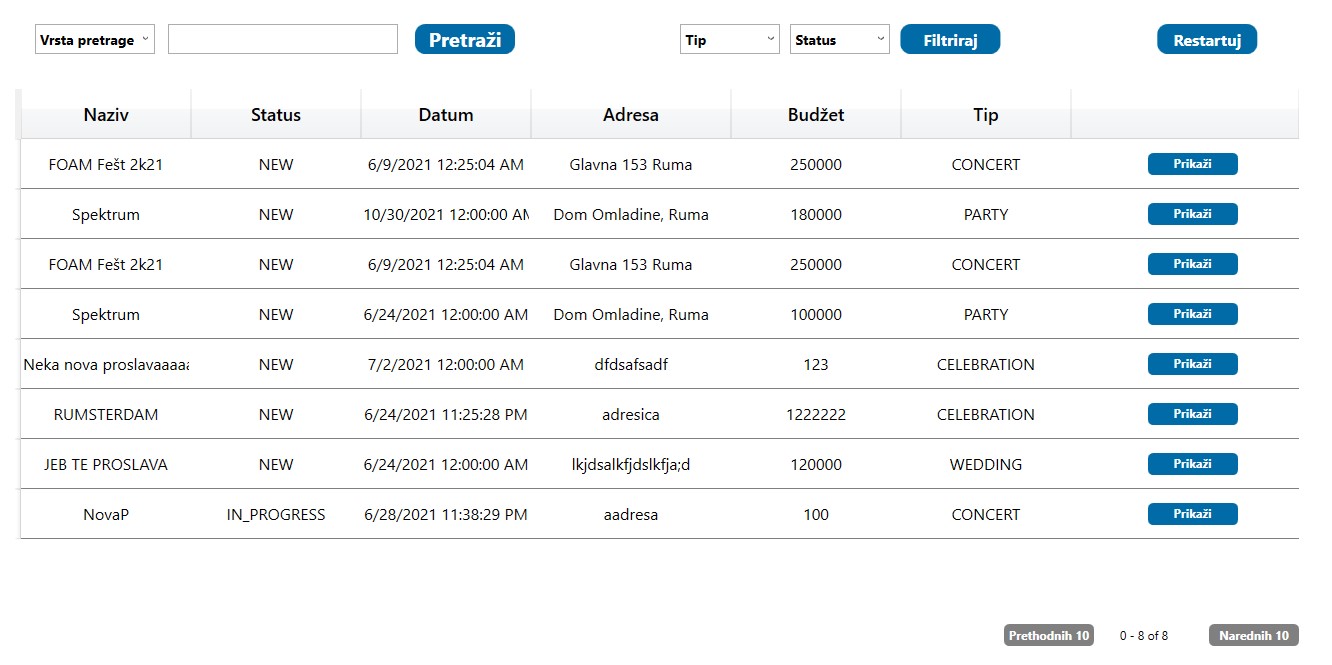 Vrsta pretrage Pretraži Tip Status Filtriraj Restartuj
Naziv Status Datum Adresa Budžet Tip
FOAM Fešt 2k21 NEW 6/9/2021 12:25:04 AM Glavna 153 Ruma 250000 CONCERT Prikaži
Spektrum NEW 10/30/2021 12:00:00 AM Dom Omladine, Ruma 180000 PARTY Prikaži
FOAM Fešt 2k21 NEW 6/9/2021 12:25:04 AM Glavna 153 Ruma 250000 CONCERT Prikaži
Spektrum NEW 6/24/2021 12:00:00 AM Dom Omladine, Ruma 100000 PARTY Prikaži
Neka nova proslavaaaaa NEW 7/2/2021 12:00:00 AM dfdsafsadf 123 CELEBRATION Prikaži
RUMSTERDAM NEW 6/24/2021 11:25:28 PM adresica 1222222 CELEBRATION Prikaži
JEB TE PROSLAVA NEW 6/24/2021 12:00:00 AM lkjdsalkfjdslkfja;d 120000 WEDDING Prikaži
NovaP IN_PROGRESS 6/28/2021 11:38:29 PM aadresa 100 CONCERT Prikaži
Prethodnih 10 0 - 8 of 8 Narednih 10